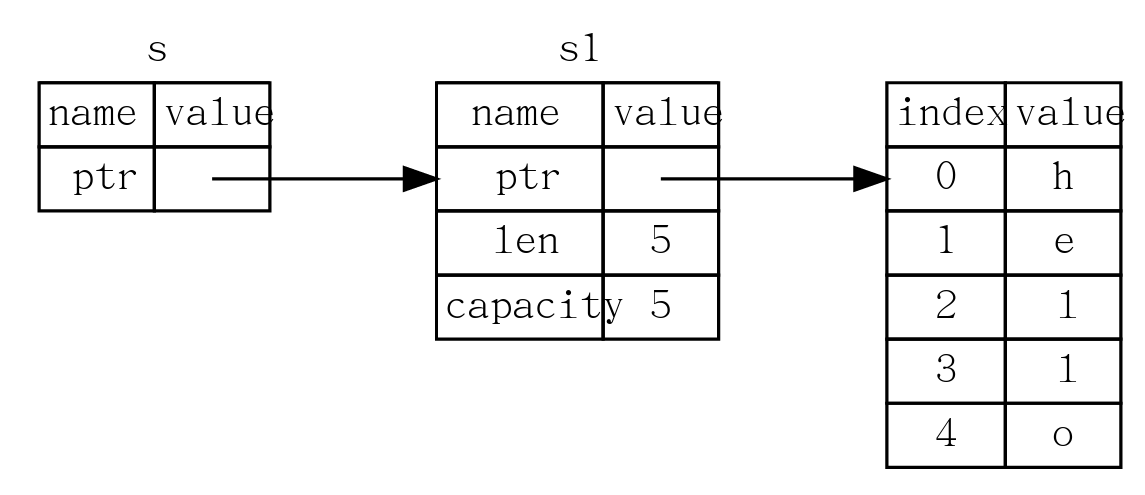 s
name value
ptr
s1
name value
ptr
len 5
capacity 5
index value
0 h
1 e
2 l
3 l
4 o